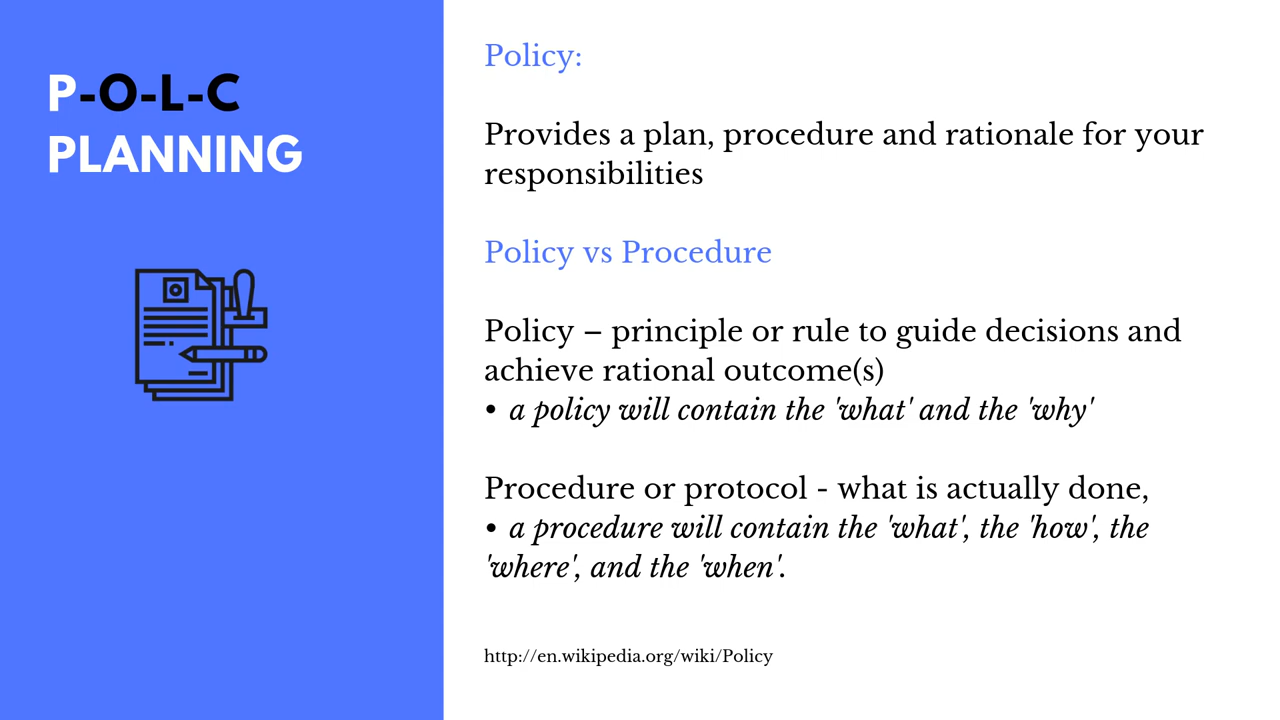 P-O-L-C
PLANNING
Policy:
Provides a plan, procedure and rationale for your
responsibilities
Policy vs Procedure
Policy – principle or rule to guide decisions and
achieve rational outcome(s)
• a policy will contain the 'what' and the 'why'
Procedure or protocol - what is actually done,
• a procedure will contain the 'what', the 'how', the
'where', and the 'when'.
http://en.wikipedia.org/wiki/Policy